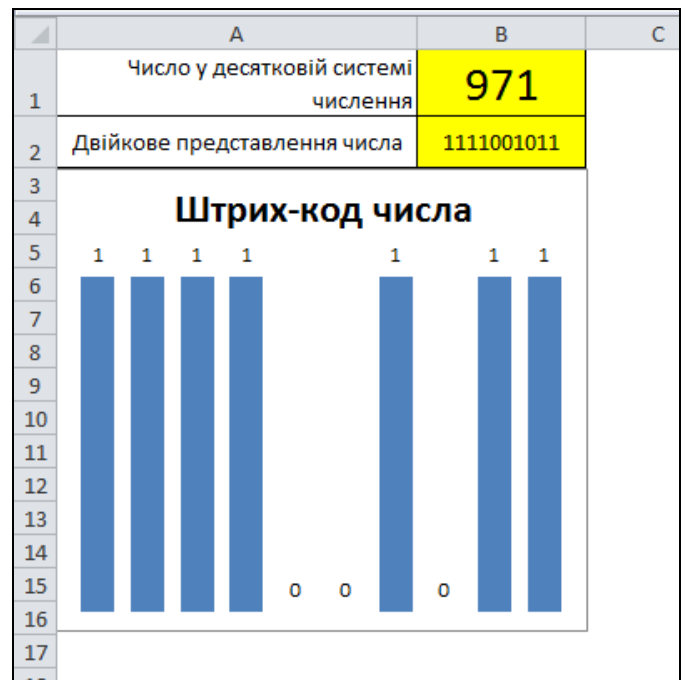 A B C
1 Число у десятковій системі
числення 971
2 Двійкове представлення числа 1111001011
3
4 Штрих-код числа
5 1 1 1 1 1 1 1
6
7
8
9
10
11
12
13
14
15 0 0 0
16
17